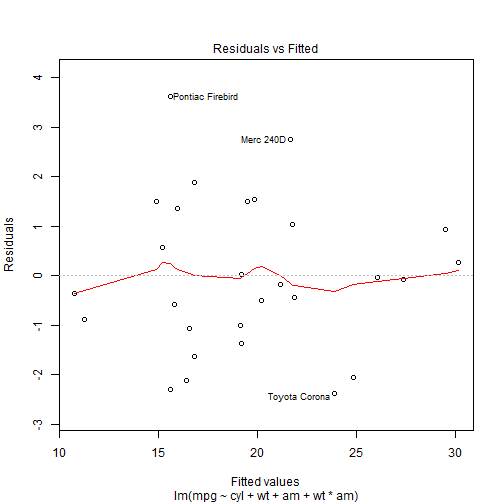 Residuals vs Fitted
4
3
2
1
0
-1
-2
-3
Residuals
Pontiac Firebird
Merc 240D
Toyota Corona
10 15 20 25 30
Fitted values
lm(mpg ~ cyl + wt + am + wt * am)